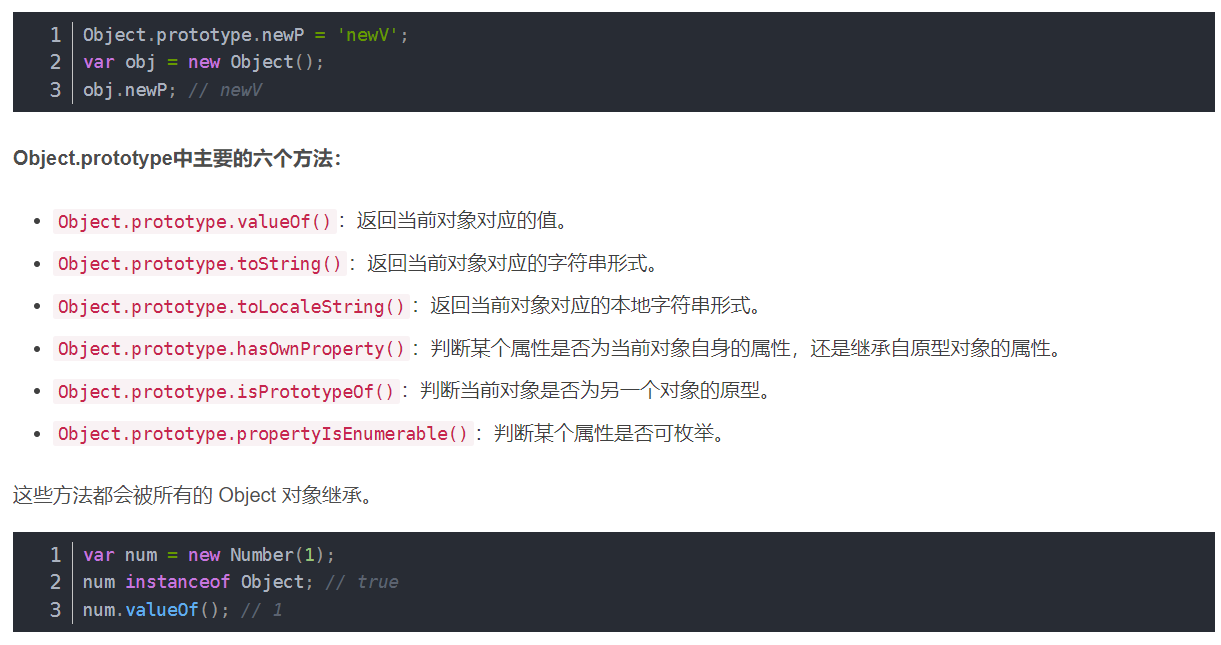 1 Object.prototype.newP = 'newV';
2 var obj = new Object();
3 obj.newP; // newV
Object.prototype中主要的六个方法：
• Object.prototype.valueOf()：返回当前对象对应的值。
• Object.prototype.toString()：返回当前对象对应的字符串形式。
• Object.prototype.toLocaleString()：返回当前对象对应的本地字符串形式。
• Object.prototype.hasOwnProperty()：判断某个属性是否为当前对象自身的属性，还是继承自原型对象的属性。
• Object.prototype.isPrototypeOf()：判断当前对象是否为另一个对象的原型。
• Object.prototype.propertyIsEnumerable()：判断某个属性是否可枚举。
这些方法都会被所有的 Object 对象继承。
1 var num = new Number(1);
2 num instanceof Object; // true
3 num.valueOf(); // 1